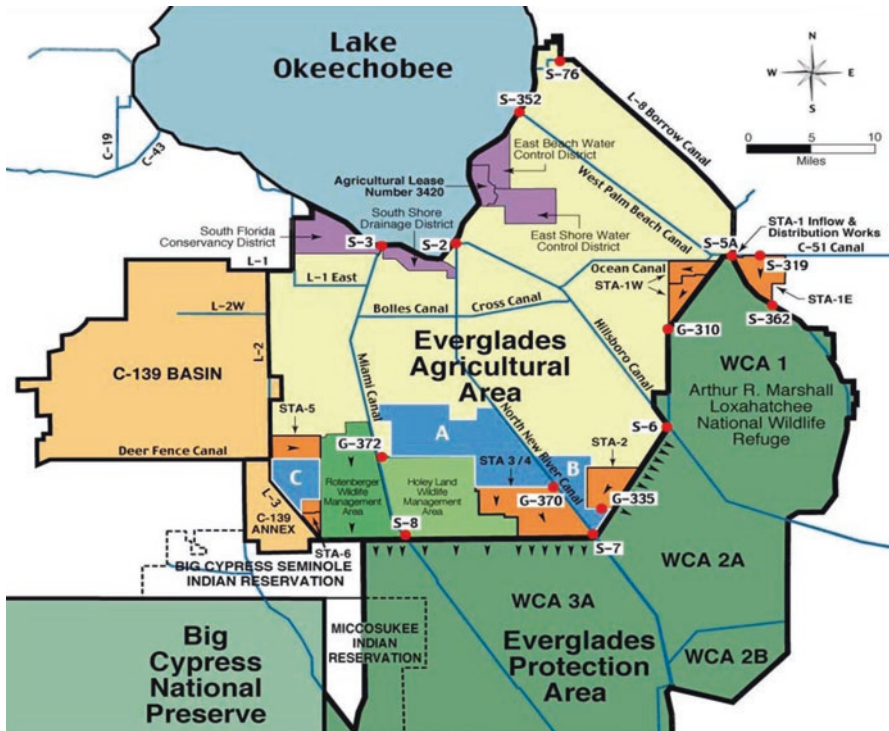 Lake
Okeechobee
N
W
E
S
0
5
10
Miles
S-76
S-352
L-8 Borrow Canal
C-19
C-43
East Beach Water
Control District
Agricultural Lease
Number 3420
South Shore
Drainage District
East Shore Water
Control District
South Florida
Conservancy District
West Palm Beach Canal
STA-1 Inflow &
Distribution Works
S-3
S-2
S-5A
C-51 Canal
L-1
L-1 East
Ocean Canal
STA-1W
S-319
STA-1E
S-362
L-2W
Bolles Canal
Cross Canal
Hillsboro Canal
G-310
L-2
Everglades
Agricultural
Area
Miami Canal
C-139 BASIN
WCA 1
Arthur R. Marshall
Loxahatchee
National Wildlife
Refuge
STA-5
A
S-6
G-372
North New River Canal
STA-2
Deer Fence Canal
STA 3/4
B
C
Rotenberger
Wildlife
Management
Area
Holey Land
Wildlife
Management
Area
G-370
G-335
L-3
C-139
ANNEX
S-8
S-7
STA-6
BIG CYPRESS SEMINOLE
INDIAN RESERVATION
WCA 2A
WCA 3A
MICCOSUKEE
INDIAN
RESERVATION
Big
Cypress
National
Preserve
Everglades
Protection
Area
WCA 2B